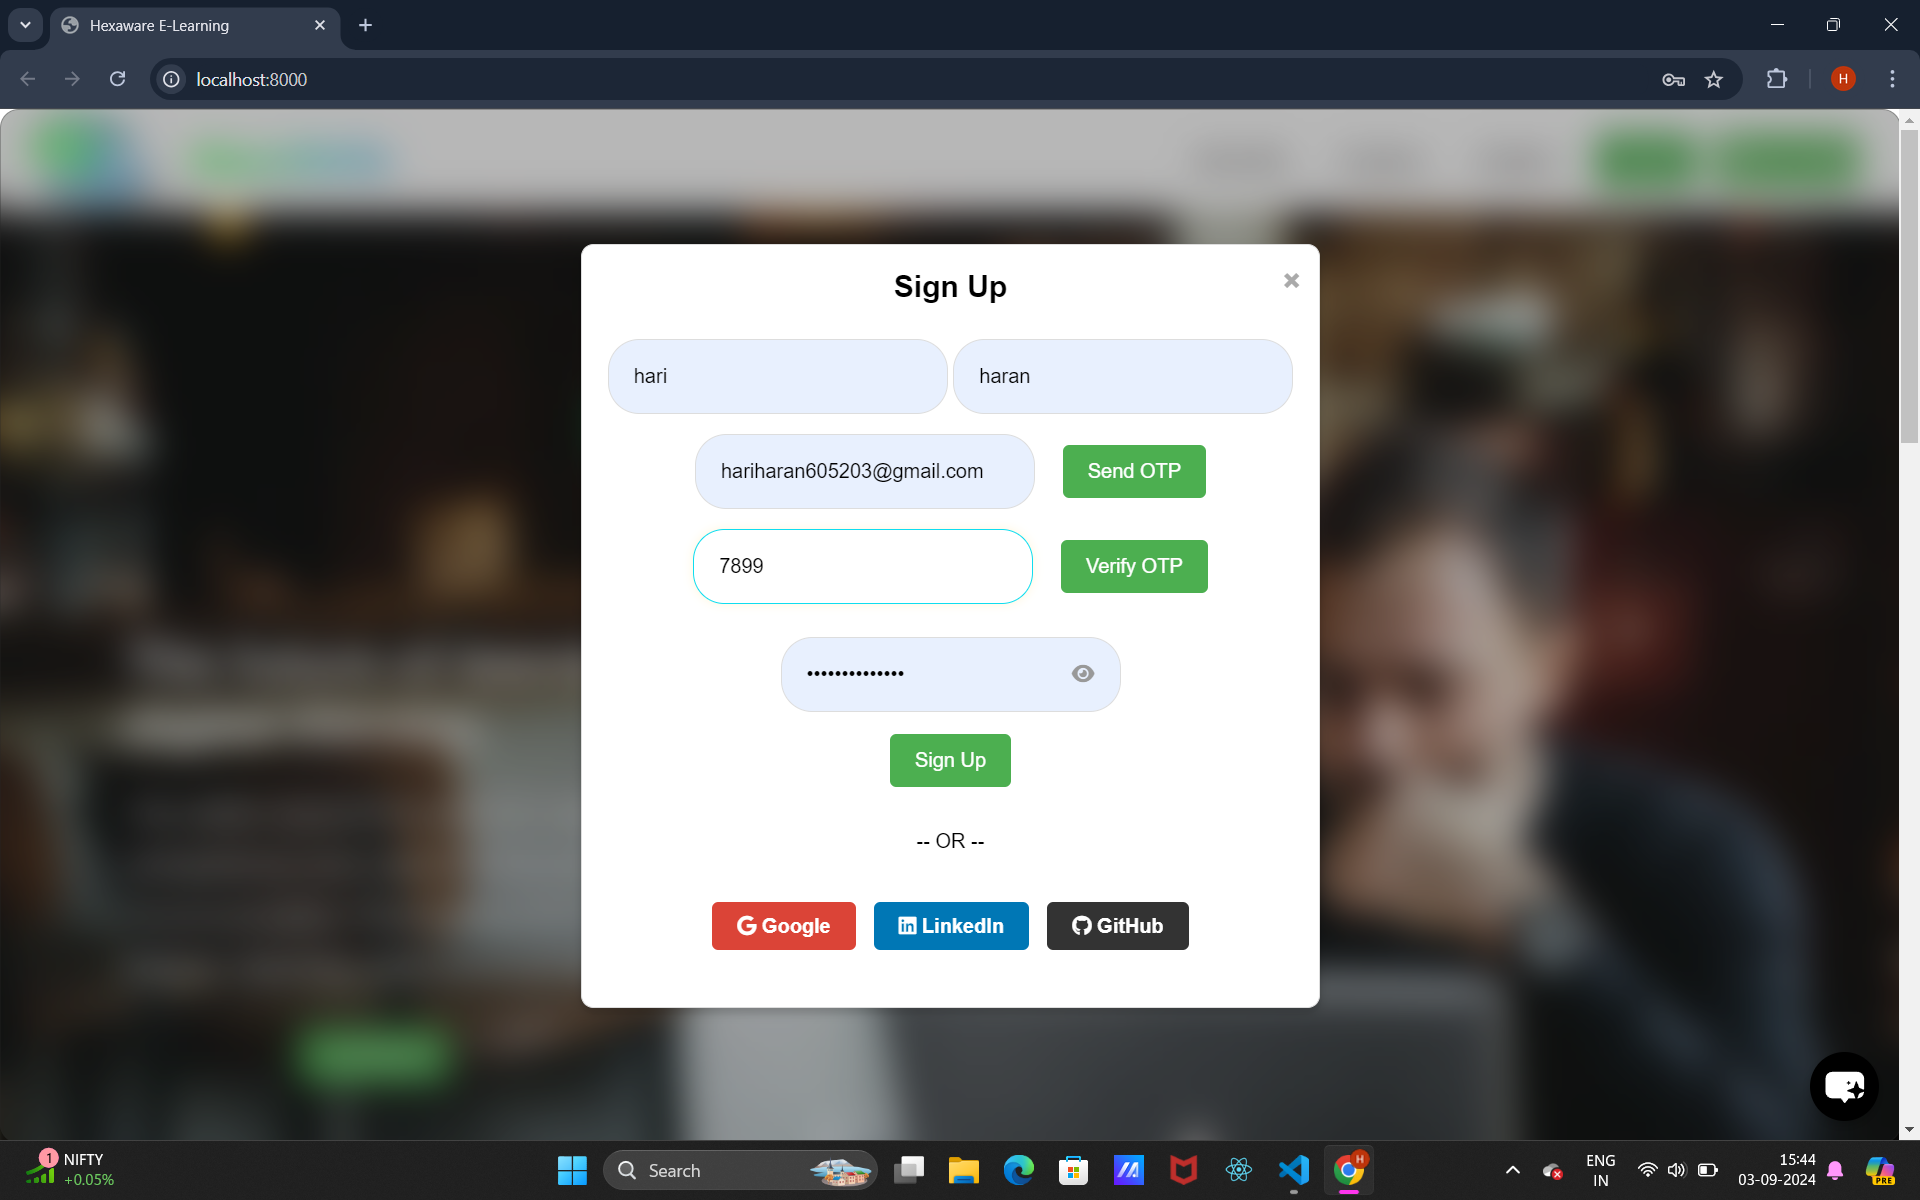 Hexaware E-Learning
localhost:8000
H
Sign Up
hari
haran
hariharan605203@gmail.com
Send OTP
7899
Verify OTP
Sign Up
-- OR --
Google
LinkedIn
GitHub
1
NIFTY
+0.05%
Search
H
ENG
IN
15:44
03-09-2024
PRE